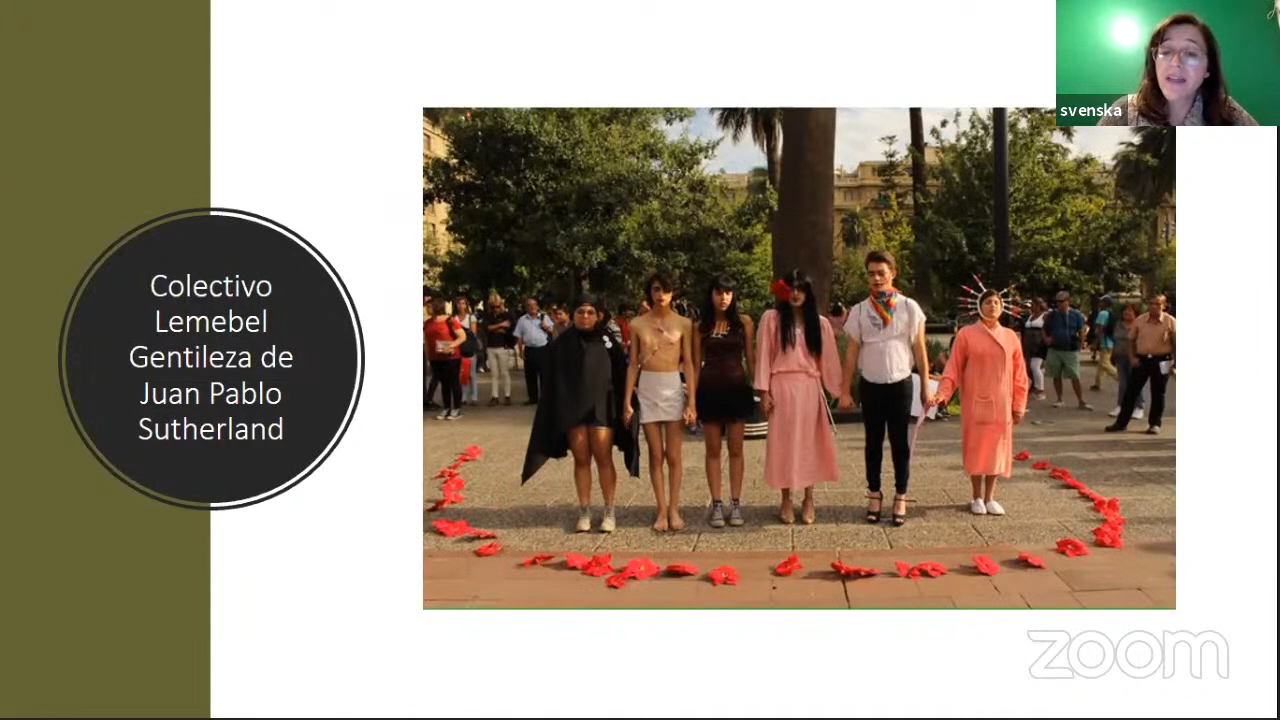 svenska
Colectivo
Lemebel
Gentileza de
Juan Pablo
Sutherland
zoom